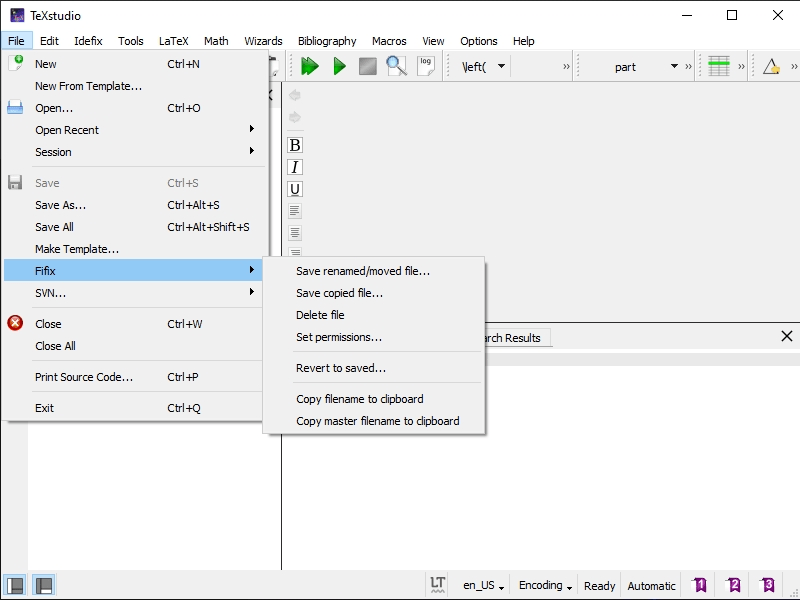 TeXstudio
File Edit Idefix Tools LaTeX Math Wizards Bibliography Macros View Options Help
New Ctrl+N
New From Template...
Open... Ctrl+O
Open Recent
Session
Save Ctrl+S
Save As... Ctrl+Alt+S
Save All Ctrl+Alt+Shift+S
Make Template...
Fifix
SVN...
Close Ctrl+W
Close All
Print Source Code... Ctrl+P
Exit Ctrl+Q
log
\left(
part
B
I
U
Save renamed/moved file...
Save copied file...
Delete file
Set permissions...
Revert to saved...
Copy filename to clipboard
Copy master filename to clipboard
arch Results
LT en_US Encoding Ready Automatic 1 2 3